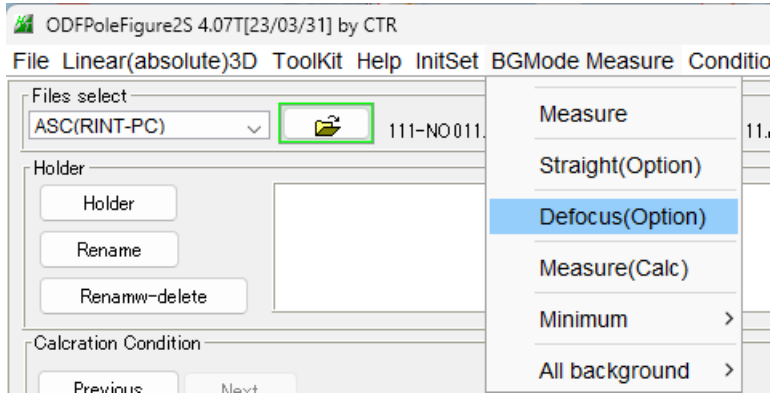 ODFPoleFigure2S 4.07T[23/03/31] by CTR
File Linear(absolute)3D ToolKit Help InitSet BGMode Measure Conditio
Files select
ASC(RINT-PC)
111-NO011.
11.
Measure
Straight(Option)
Defocus(Option)
Measure(Calc)
Minimum
All background
Holder
Holder
Rename
Renamw-delete
Calcration Condition
Previous Next